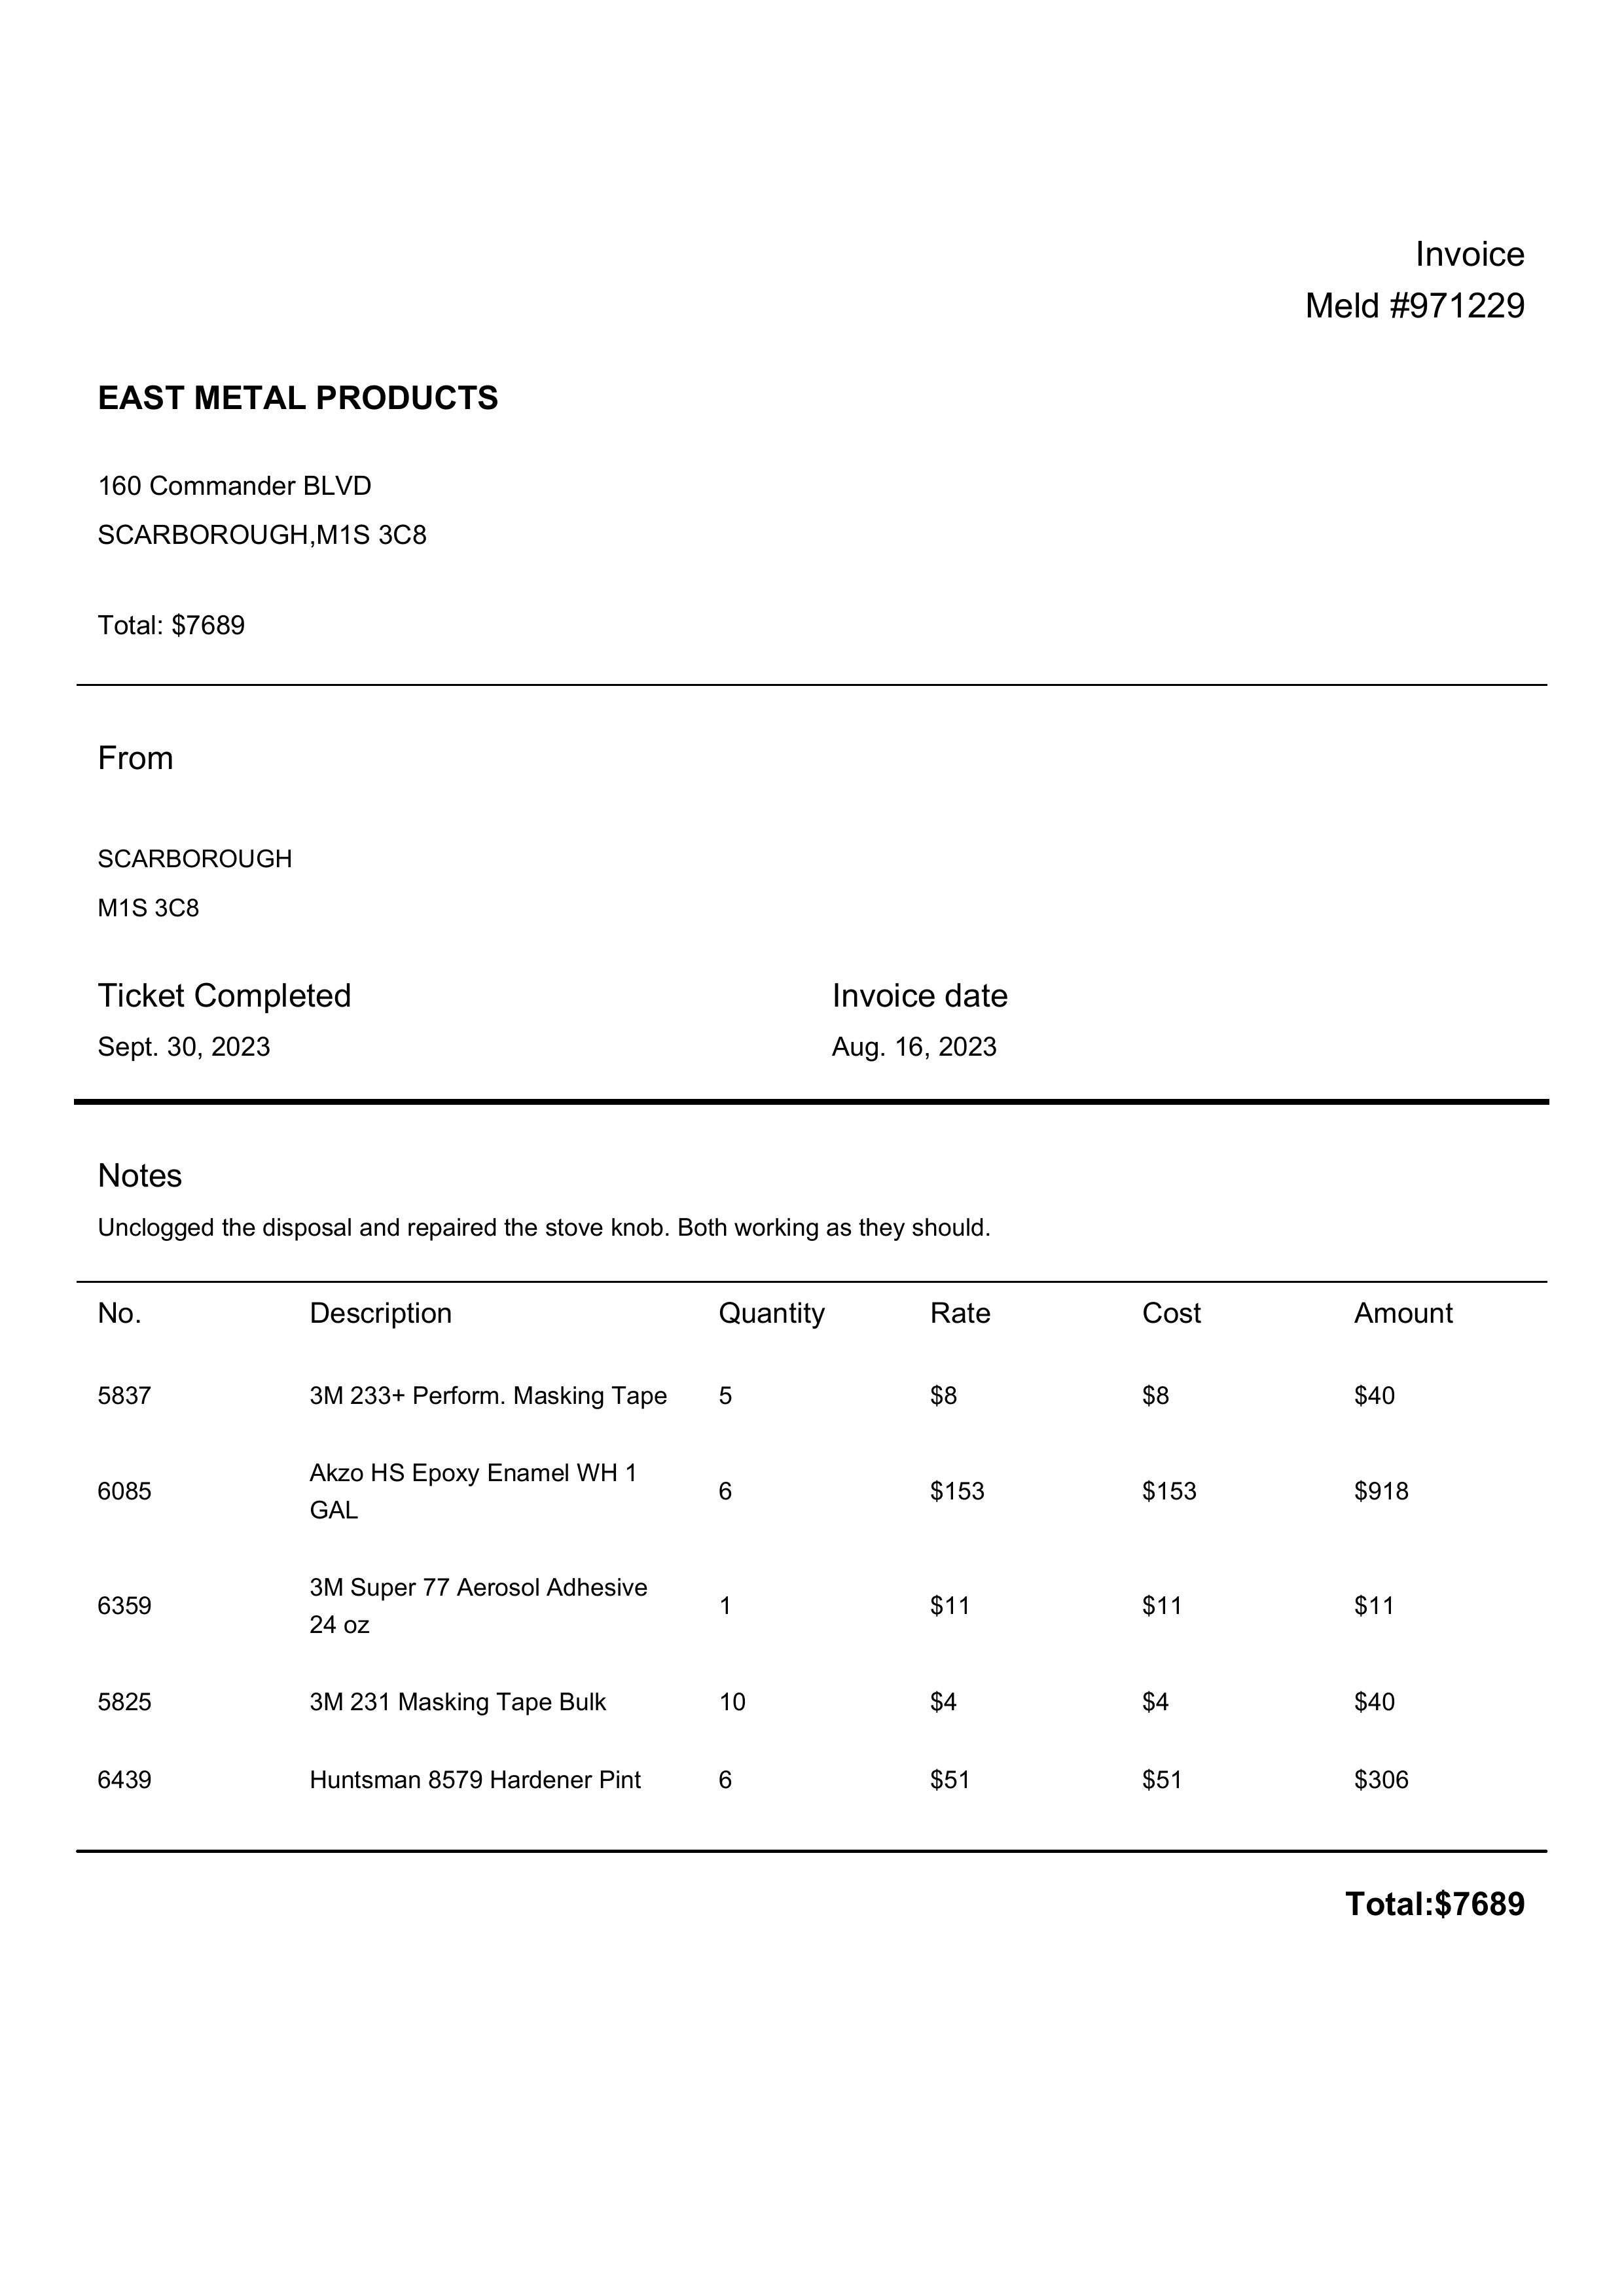 Invoice
Meld #971229
EAST METAL PRODUCTS
160 Commander BLVD
SCARBOROUGH,M1S 3C8
Total: $7689
From
SCARBOROUGH
M1S 3C8
Ticket Completed Invoice date
Sept. 30, 2023 Aug. 16, 2023
Notes
Unclogged the disposal and repaired the stove knob. Both working as they should.
No. Description Quantity Rate Cost Amount
5837 3M 233+ Perform. Masking Tape 5 $8 $8 $40
Akzo HS Epoxy Enamel WH 1
6085 6 $153 $153 $918
GAL
3M Super 77 Aerosol Adhesive
6359 1 $11 $11 $11
24 oz
5825 3M 231 Masking Tape Bulk 10 $4 $4 $40
6439 Huntsman 8579 Hardener Pint 6 $51 $51 $306
Total:$7689